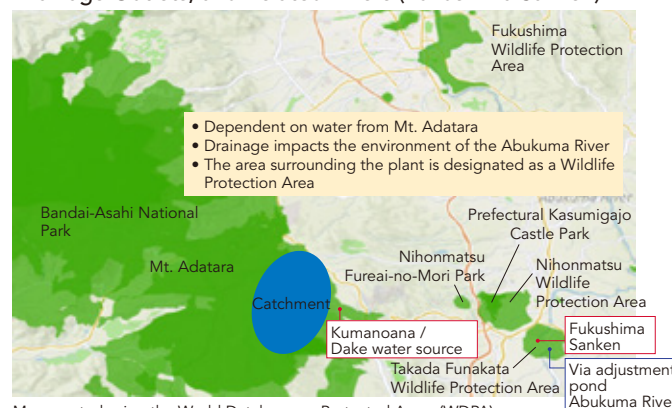 Fukushima
Wildlife Protection
Area
• Dependent on water from Mt. Adatara
• Drainage impacts the environment of the Abukuma River
• The area surrounding the plant is designated as a Wildlife
Protection Area
Bandai-Asahi National
Park
Prefectural Kasumigajo
Castle Park
Mt. Adatara
Nihonmatsu
Fureai-no-Mori Park
Nihonmatsu
Wildlife
Protection Area
Catchment
Kumanoana /
Dake water source
Fukushima
Sanken
Takada Funakata
Wildlife Protection Area
Via adjustment
pond
Abukuma River